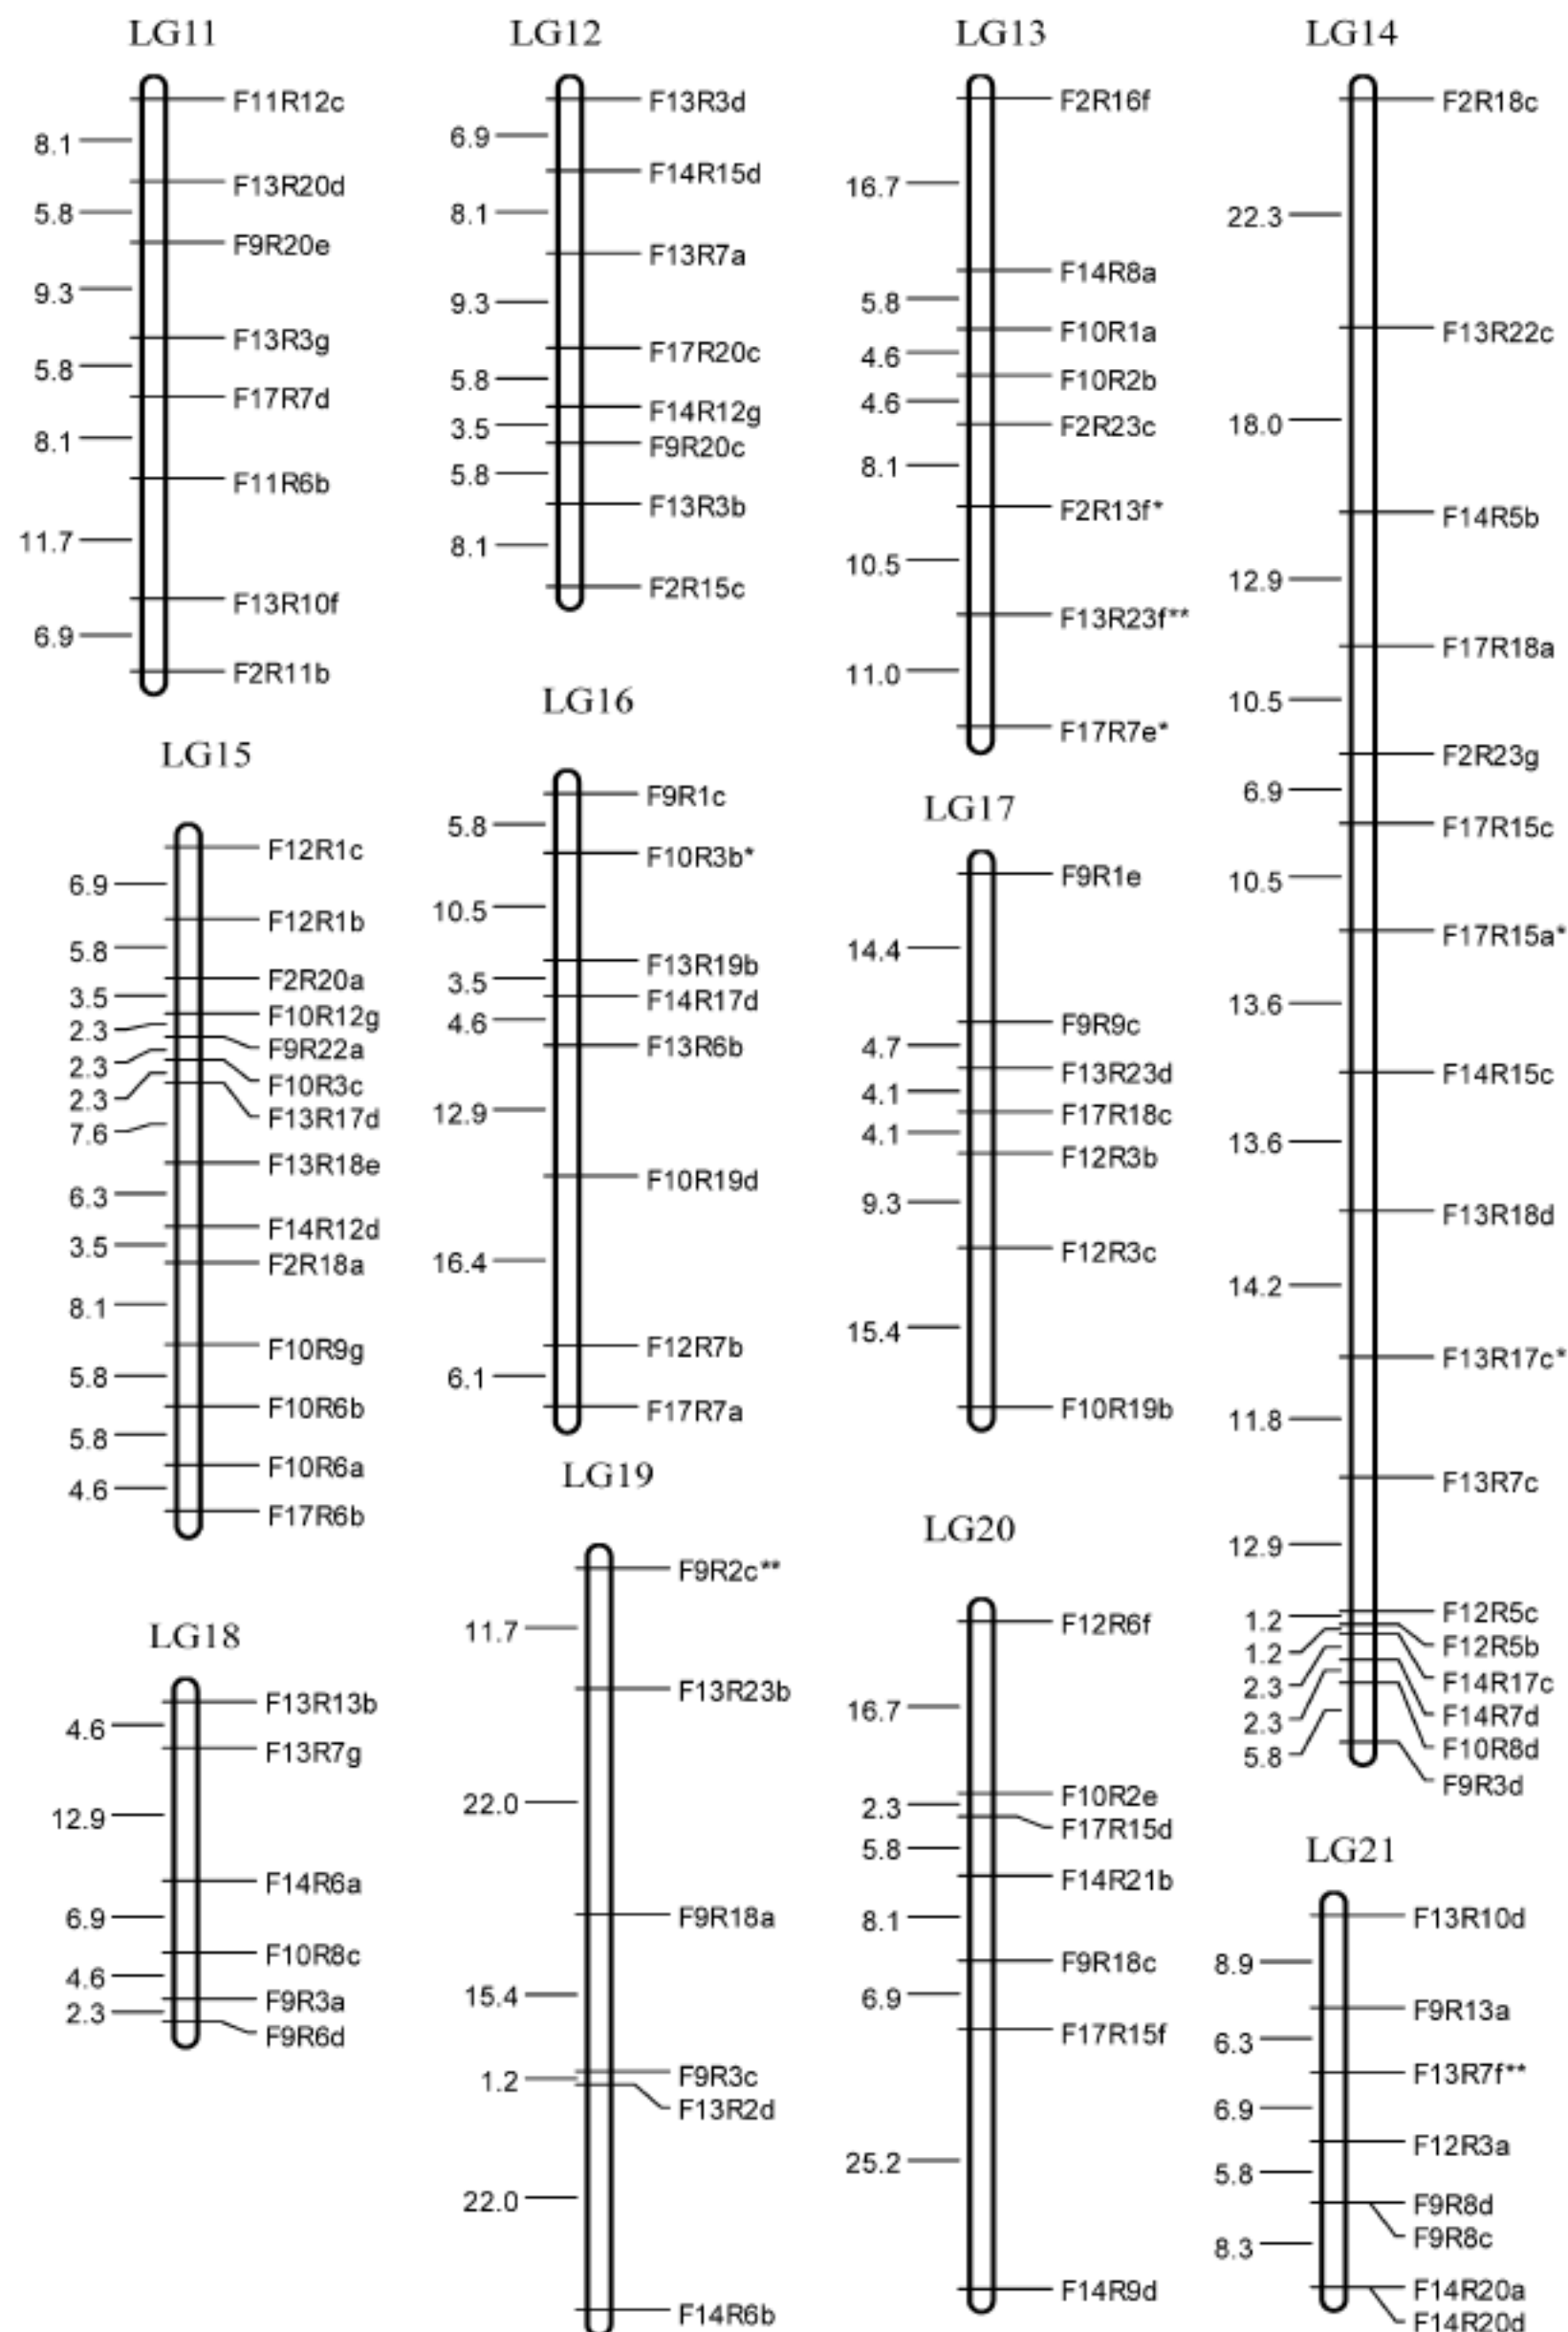 LG11
F11R12c
8.1
F13R20d
5.8
F9R20e
9.3
F13R3g
5.8
F17R7d
8.1
F11R6b
11.7
F13R10f
6.9
F2R11b
LG12
F13R3d
6.9
F14R15d
8.1
F13R7a
9.3
F17R20c
5.8
F14R12g
3.5
F9R20c
5.8
F13R3b
8.1
F2R15c
LG13
F2R16f
16.7
F14R8a
5.8
F10R1a
4.6
F10R2b
4.6
F2R23c
8.1
F2R13f*
10.5
F13R23f**
11.0
F17R7e*
LG14
F2R18c
22.3
F13R22c
18.0
F14R5b
12.9
F17R18a
10.5
F2R23g
6.9
F17R15c
10.5
F17R15a*
13.6
F14R15c
13.6
F13R18d
14.2
F13R17c*
11.8
F13R7c
12.9
F12R5c
1.2
F12R5b
1.2
F14R17c
2.3
F14R7d
2.3
F10R8d
5.8
F9R3d
LG15
F12R1c
6.9
F12R1b
5.8
F2R20a
3.5
F10R12g
2.3
F9R22a
2.3
F10R3c
2.3
F13R17d
7.6
F13R18e
6.3
F14R12d
3.5
F2R18a
8.1
F10R9g
5.8
F10R6b
5.8
F10R6a
4.6
F17R6b
LG16
F9R1c
5.8
F10R3b*
10.5
F13R19b
3.5
F14R17d
4.6
F13R6b
12.9
F10R19d
16.4
F12R7b
6.1
F17R7a
LG17
F9R1e
14.4
F9R9c
4.7
F13R23d
4.1
F17R18c
4.1
F12R3b
9.3
F12R3c
15.4
F10R19b
LG18
F13R13b
4.6
F13R7g
12.9
F14R6a
6.9
F10R8c
4.6
F9R3a
2.3
F9R6d
LG19
F9R2c**
11.7
F13R23b
22.0
F9R18a
15.4
F9R3c
1.2
F13R2d
22.0
F14R6b
LG20
F12R6f
16.7
F10R2e
2.3
F17R15d
5.8
F14R21b
8.1
F9R18c
6.9
F17R15f
25.2
F14R9d
LG21
F13R10d
8.9
F9R13a
6.3
F13R7f**
6.9
F12R3a
5.8
F9R8d
F9R8c
8.3
F14R20a
F14R20d